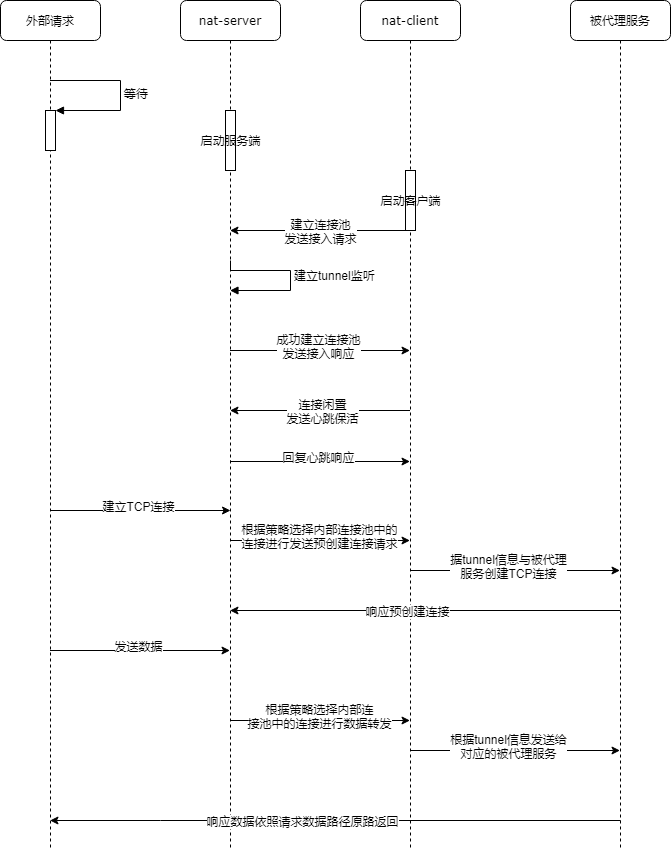 外部请求
nat-server
nat-client
被代理服务
等待
启动服务端
启动客户端
建立连接池
发送接入请求
建立tunnel监听
成功建立连接池
发送接入响应
连接闲置
发送心跳保活
回复心跳响应
建立TCP连接
根据策略选择内部连接池中的
连接进行发送预创建连接请求
据tunnel信息与被代理
服务创建TCP连接
响应预创建连接
发送数据
根据策略选择内部连
接池中的连接进行数据转发
根据tunnel信息发送给
对应的被代理服务
响应数据依照请求数据路径原路返回